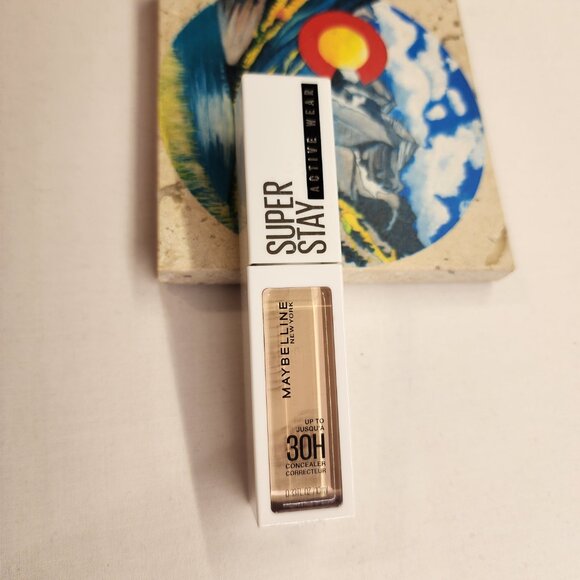 SUPER
STAY
ACTIVE WEAR
MAYBELLINE
NEW YORK
UP TO
JUSQU'À
30H
CONCEALER
CORRECTEUR